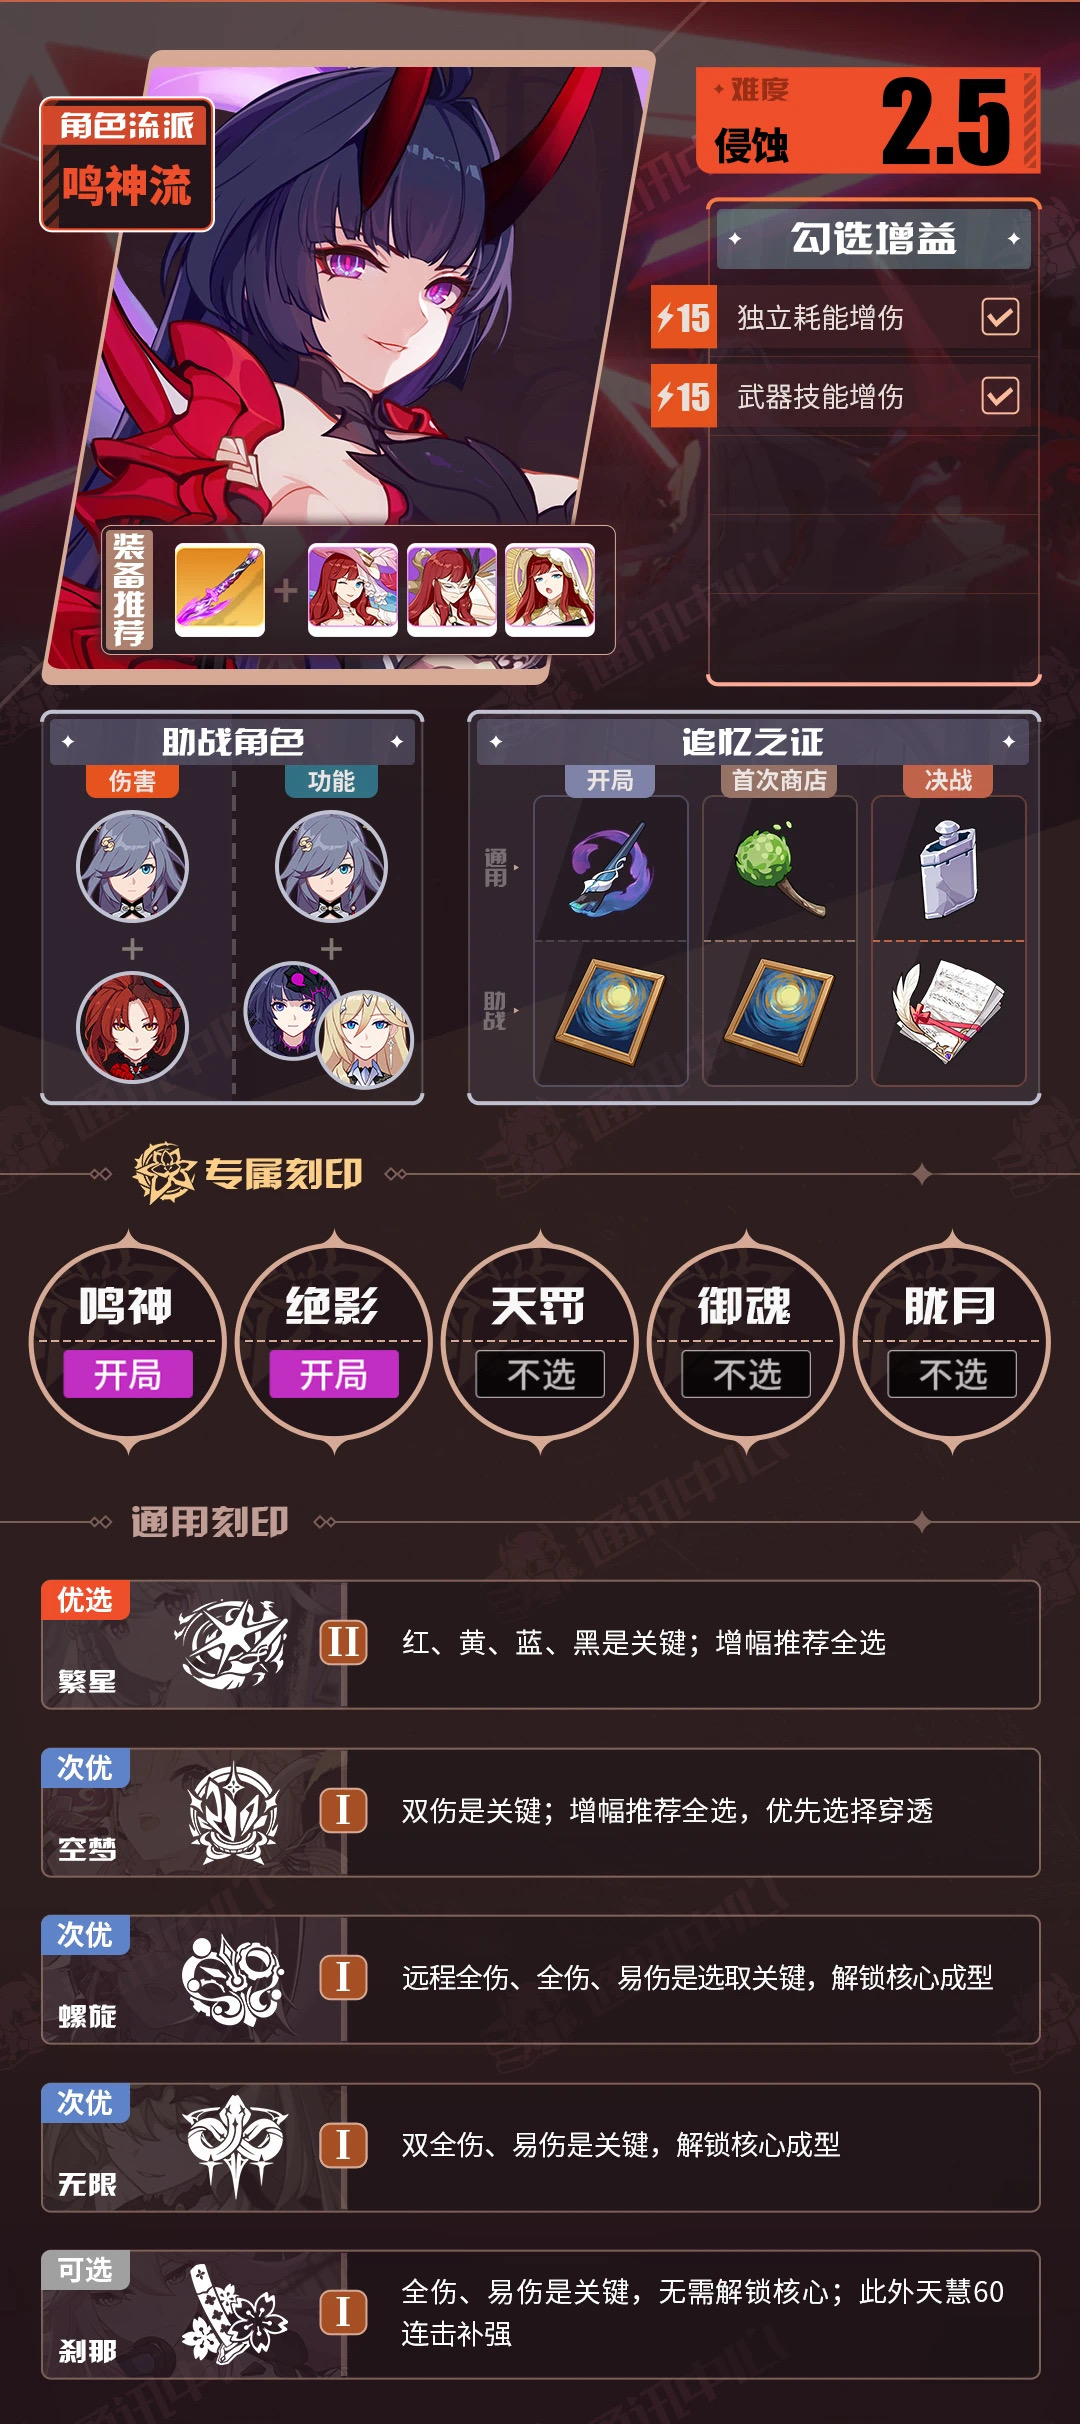 角色流派
鸣神流
难度
侵蚀
2.5
勾选增益
15 独立耗能增伤
15 武器技能增伤
装备推荐
助战角色
伤害
功能
追忆之证
开局
首次商店
决战
通用
助战
专属刻印
鸣神
开局
绝影
开局
天罚
不选
御魂
不选
胧月
不选
通用刻印
优选
繁星
II
红、黄、蓝、黑是关键；增幅推荐全选
次优
空梦
I
双伤是关键；增幅推荐全选，优先选择穿透
次优
螺旋
I
远程全伤、全伤、易伤是选取关键，解锁核心成型
次优
无限
I
双全伤、易伤是关键，解锁核心成型
可选
刹那
I
全伤、易伤是关键，无需解锁核心；此外天慧60
连击补强
通讯中心